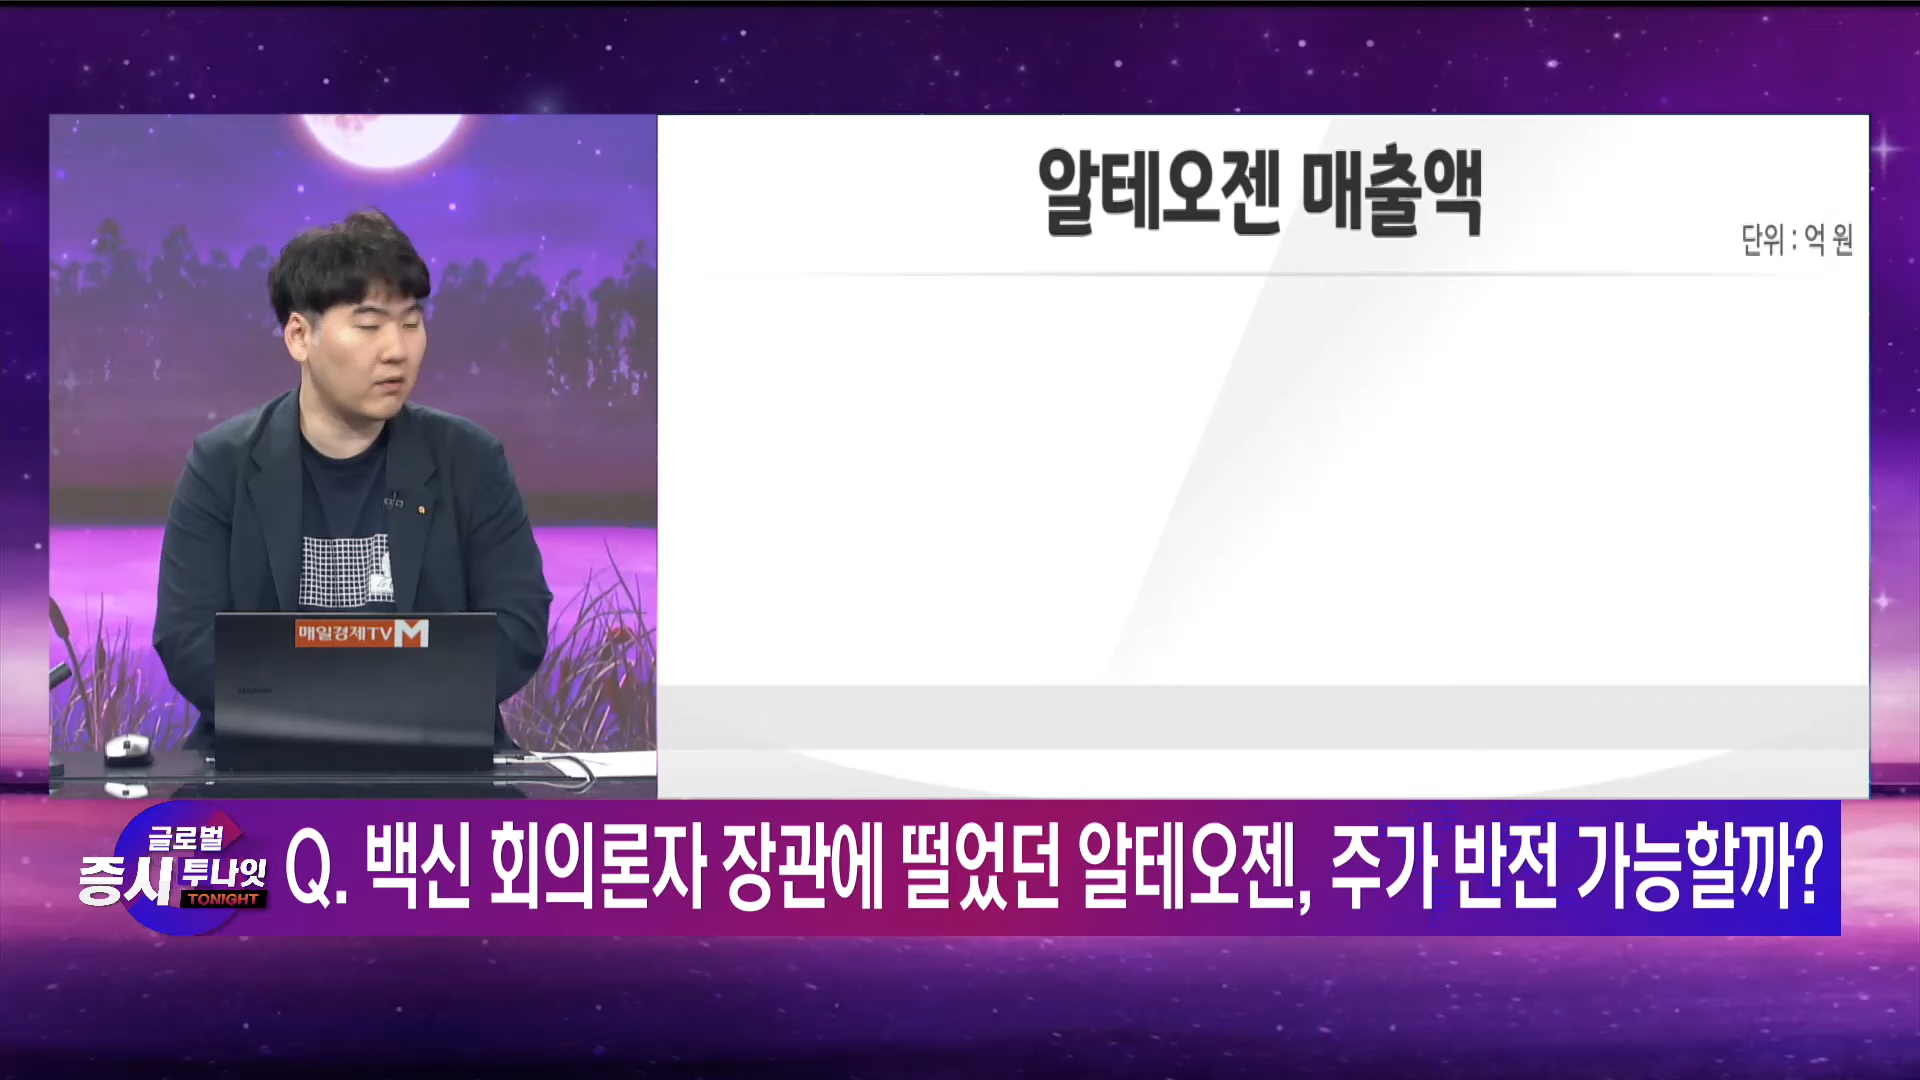 알테오젠 매출액
단위 : 억 원
매일경제TV M
글로벌
증시 투나잇
TONIGHT
Q. 백신 회의론자 장관에 떨었던 알테오젠, 주가 반전 가능할까?